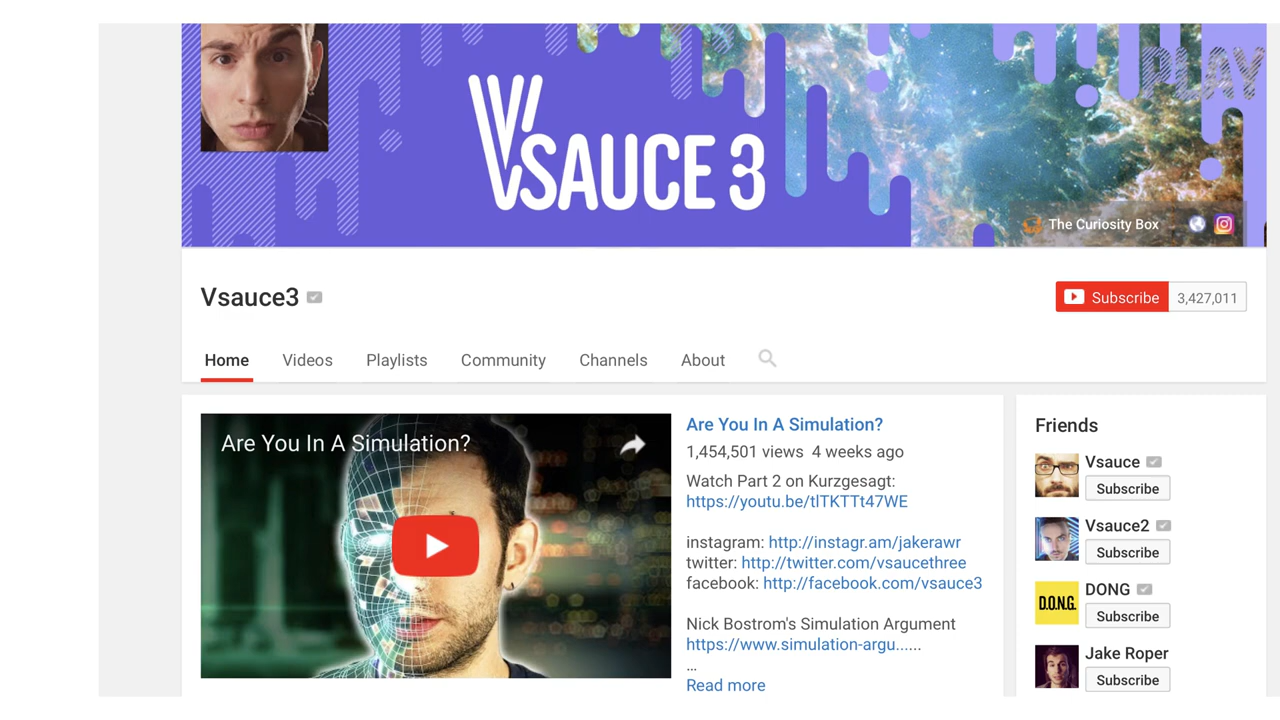 PLAY
VSAUCE 3
The Curiosity Box
Vsauce3
Subscribe 3,427,011
Home Videos Playlists Community Channels About
Are You In A Simulation?
Are You In A Simulation?
1,454,501 views 4 weeks ago
Watch Part 2 on Kurzgesagt:
https://youtu.be/tlTKTTt47WE
instagram: http://instagr.am/jakerawr
twitter: http://twitter.com/vsaucethree
facebook: http://facebook.com/vsauce3
Nick Bostrom's Simulation Argument
https://www.simulation-argu......
...
Read more
Friends
Vsauce
Subscribe
Vsauce2
Subscribe
D.O.N.G.
DONG
Subscribe
Jake Roper
Subscribe